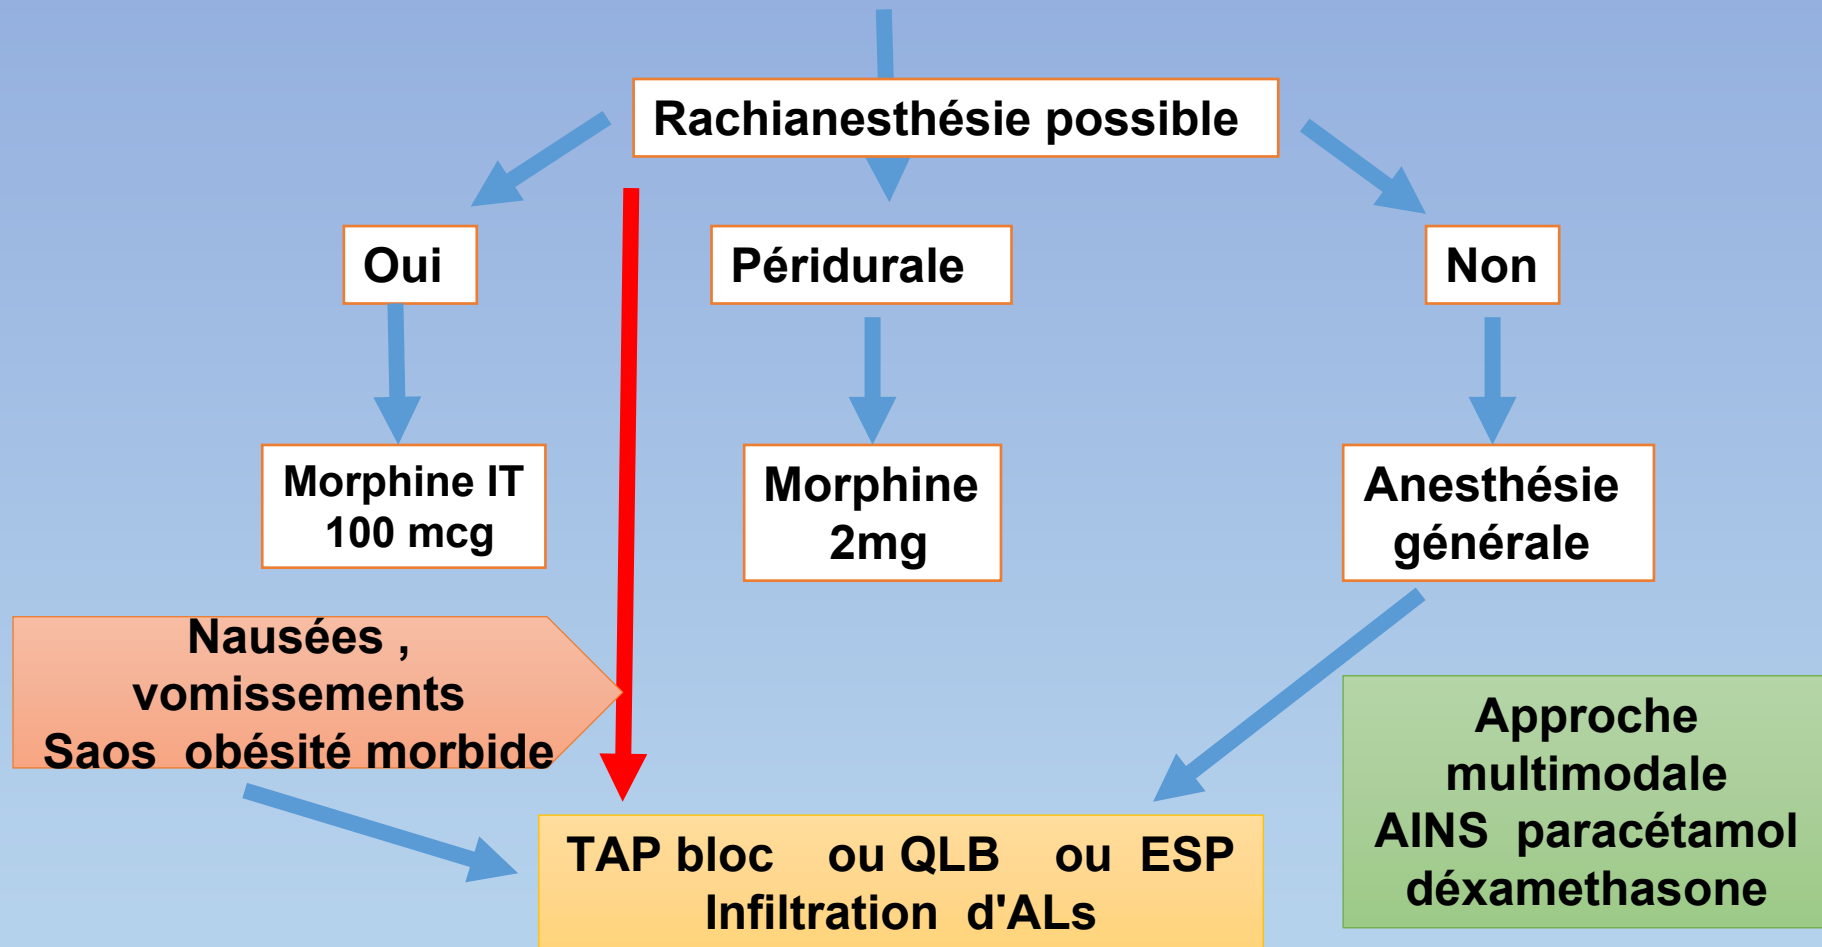 Rachianesthésie possible
Oui
Péridurale
Non
Morphine IT
100 mcg
Morphine
2mg
Anesthésie
générale
Nausées ,
vomissements
Saos obésité morbide
Approche
multimodale
AINS paracétamol
déxamethasone
TAP bloc ou QLB ou ESP
Infiltration d'ALs